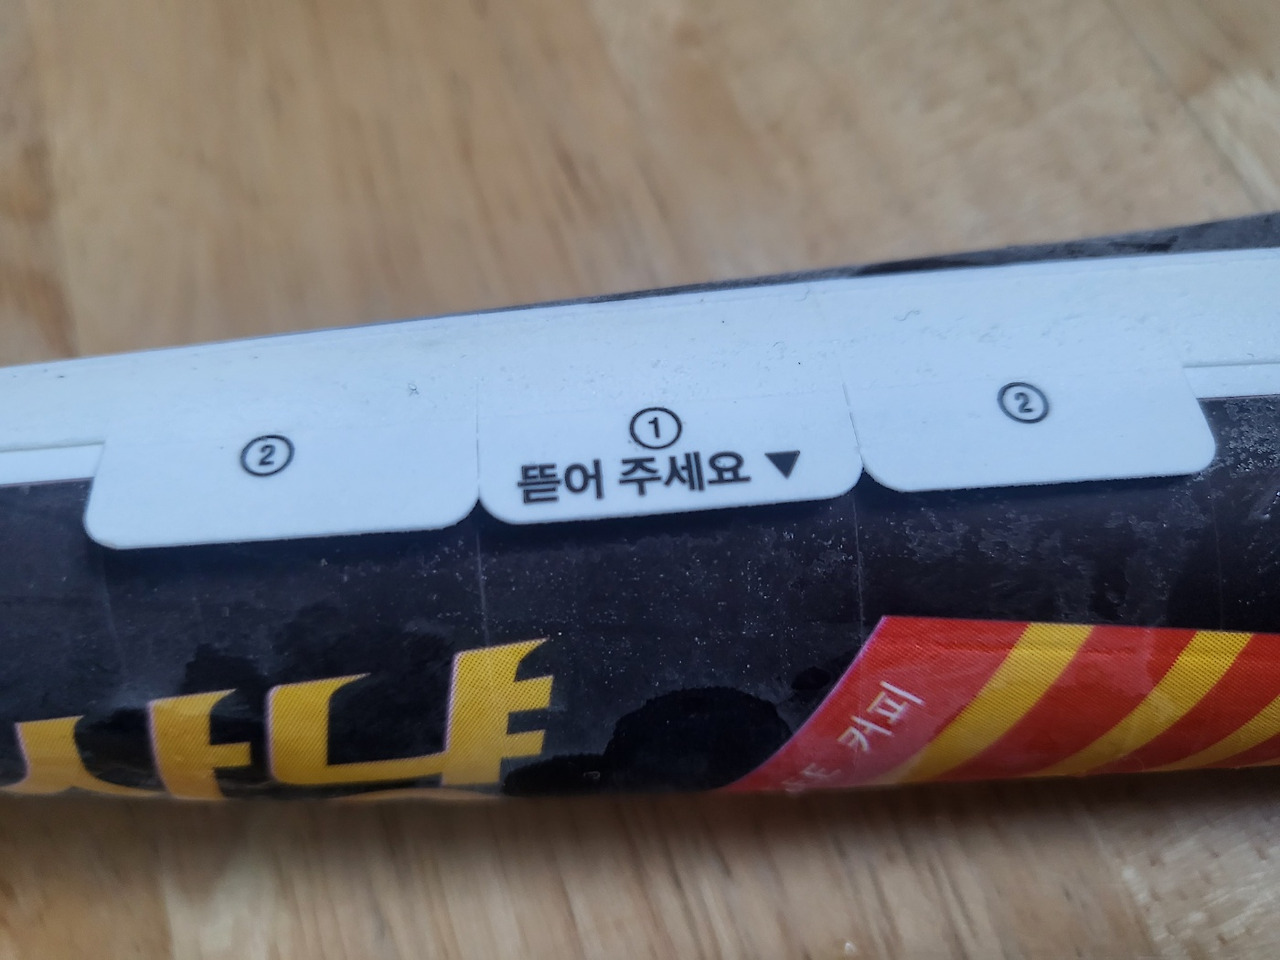 ② ① ②
뜯어 주세요 ▼
커피